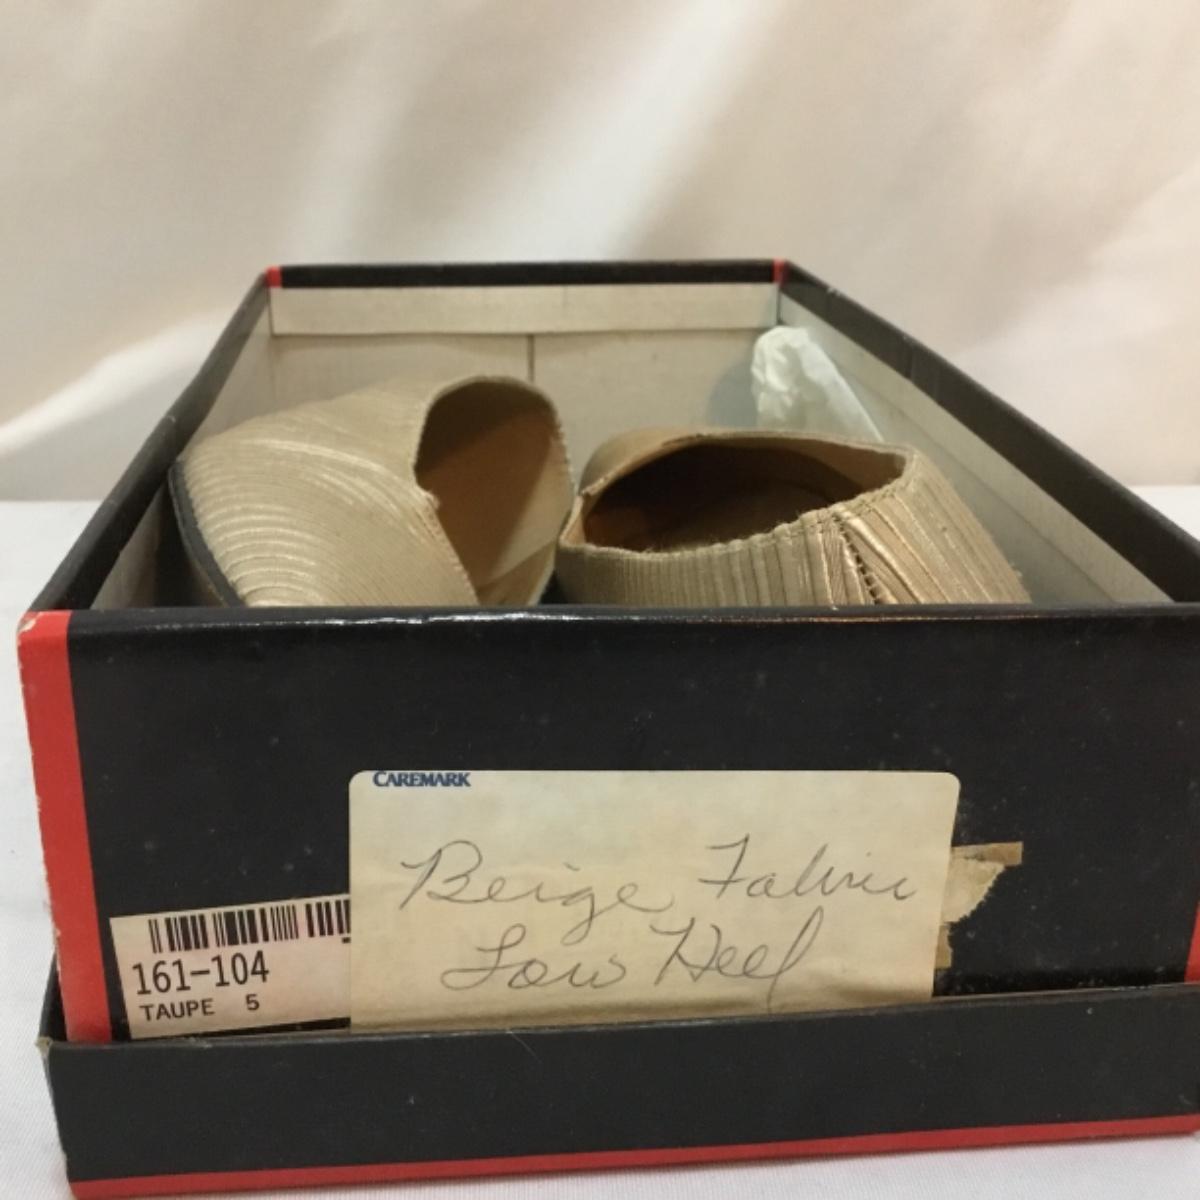 CAREMARK
Beige Fabric
Low Heel
161-104
TAUPE 5